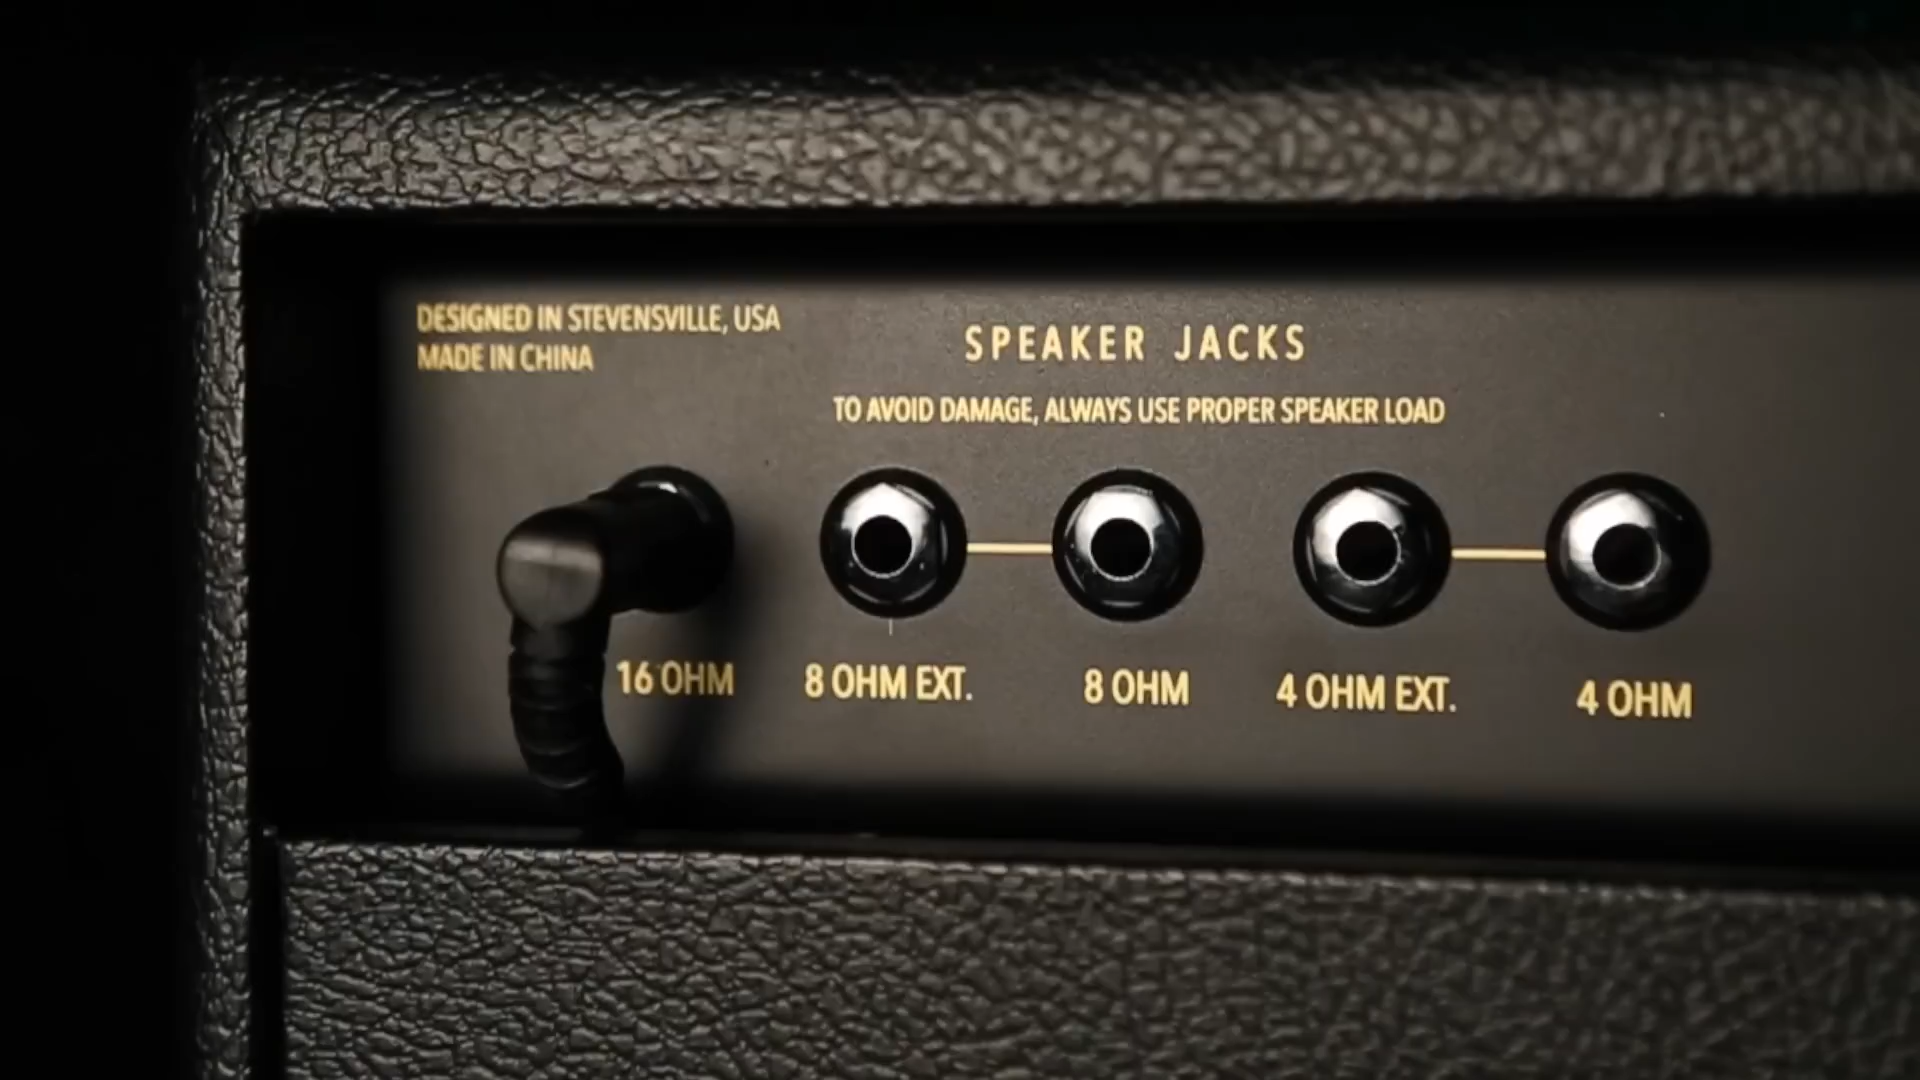 DESIGNED IN STEVENSVILLE, USA
MADE IN CHINA
SPEAKER JACKS
TO AVOID DAMAGE, ALWAYS USE PROPER SPEAKER LOAD
16 OHM
8 OHM EXT.
8 OHM
4 OHM EXT.
4 OHM